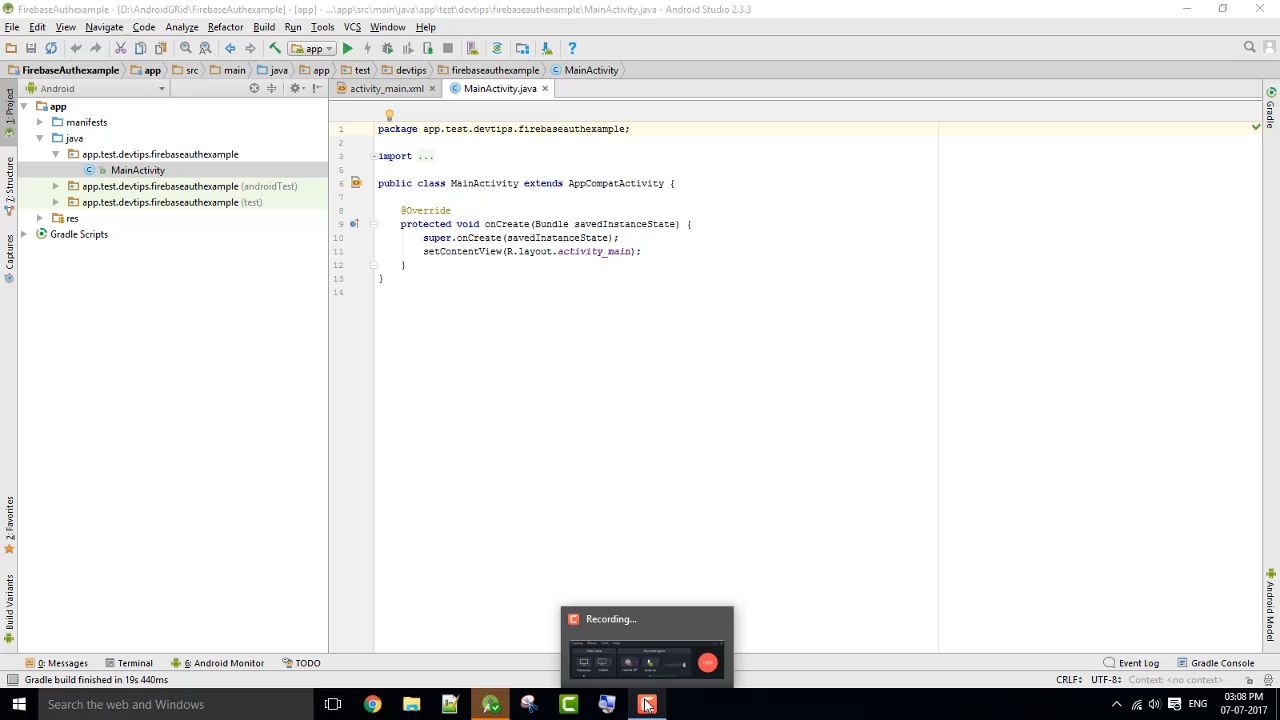 FirebaseAuthexample - [D:\AndroidGRid\FirebaseAuthexample] - [app] - ...\app\src\main\java\app\test\devtips\firebaseauthexample\MainActivity.java - Android Studio 2.3.3
File Edit View Navigate Code Analyze Refactor Build Run Tools VCS Window Help
app
FirebaseAuthexample app src main java app test devtips firebaseauthexample MainActivity
Android
activity_main.xml MainActivity.java
1: Project
7: Structure
Captures
2: Favorites
Build Variants
app
manifests
java
app.test.devtips.firebaseauthexample
MainActivity
app.test.devtips.firebaseauthexample (androidTest)
app.test.devtips.firebaseauthexample (test)
res
Gradle Scripts
1 package app.test.devtips.firebaseauthexample;
2
3 import ...
5
6 public class MainActivity extends AppCompatActivity {
7
8 @Override
9 protected void onCreate(Bundle savedInstanceState) {
10 super.onCreate(savedInstanceState);
11 setContentView(R.layout.activity_main);
12 }
13 }
14
Gradle
Android Model
Recording...
rec
0: Messages Terminal 6: Android Monitor TODO Event Log Gradle Console
Gradle build finished in 19s 440ms CRLF÷ UTF-8÷ Context: <no context>
Search the web and Windows
ENG
03:08 PM
07-07-2017